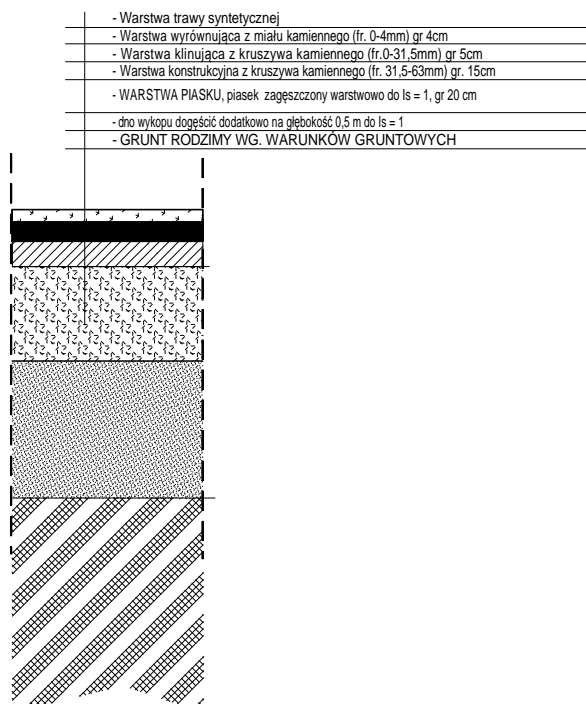 - Warstwa trawy syntetycznej
- Warstwa wyrównująca z miału kamiennego (fr. 0-4mm) gr 4cm
- Warstwa klinująca z kruszywa kamiennego (fr.0-31,5mm) gr 5cm
- Warstwa konstrukcyjna z kruszywa kamiennego (fr. 31,5-63mm) gr. 15cm
- WARSTWA PIASKU, piasek zagęszczony warstwowo do Is = 1, gr 20 cm
- dno wykopu dogęścić dodatkowo na głębokość 0,5 m do Is = 1
- GRUNT RODZIMY WG. WARUNKÓW GRUNTOWYCH